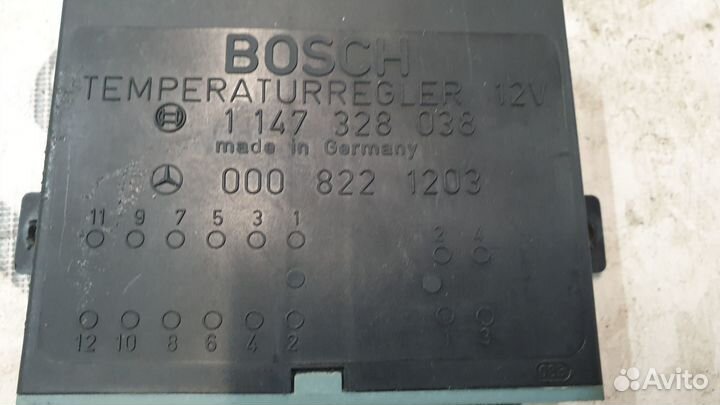 BOSCH
TEMPERATURREGLER 12V
1 147 328 038
made in Germany
000 822 1203
11 9 7 5 3 1
2 4
12 10 8 6 4 2
1 3
Avito